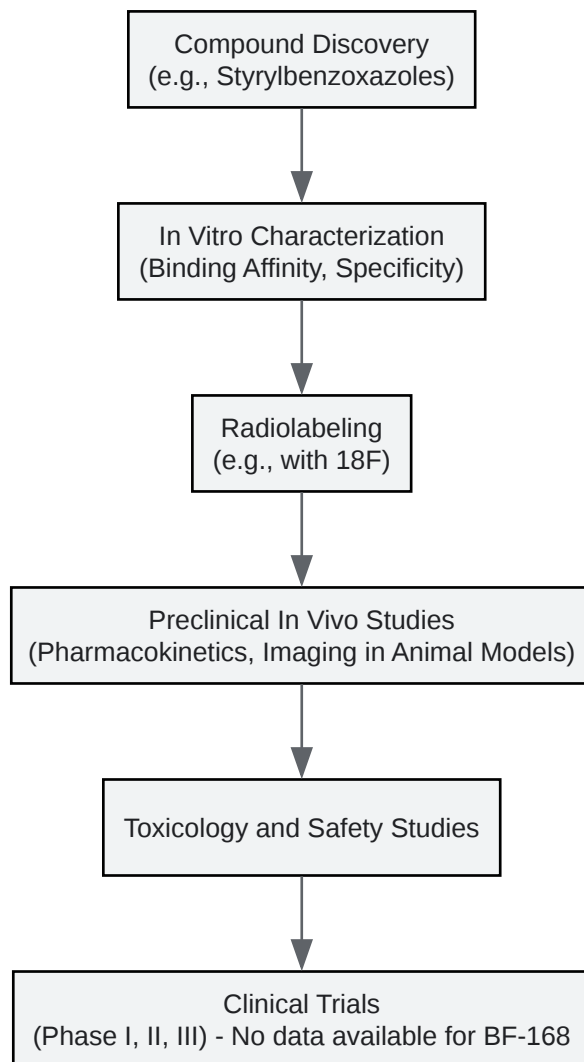 Compound Discovery
(e.g., Styrylbenzoxazoles)
In Vitro Characterization
(Binding Affinity, Specificity)
Radiolabeling
(e.g., with 18F)
Preclinical In Vivo Studies
(Pharmacokinetics, Imaging in Animal Models)
Toxicology and Safety Studies
Clinical Trials
(Phase I, II, III) - No data available for BF-168